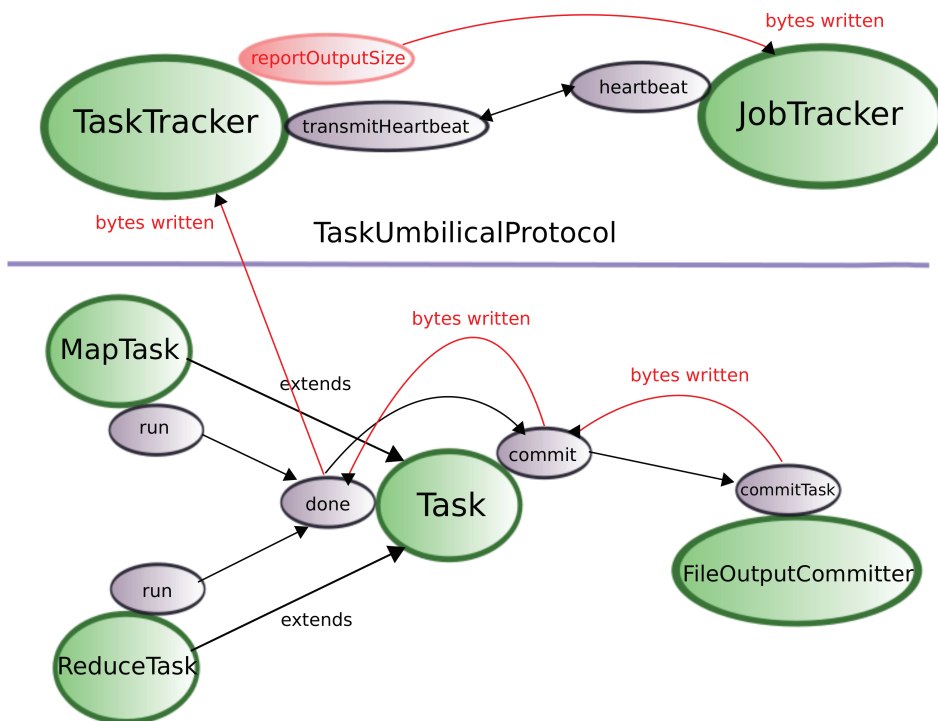 bytes written
reportOutputSize
heartbeat
TaskTracker
JobTracker
transmitHeartbeat
bytes written
TaskUmbilicalProtocol
bytes written
MapTask
bytes written
extends
run
commit
commitTask
done
Task
FileOutputCommitter
run
extends
ReduceTask